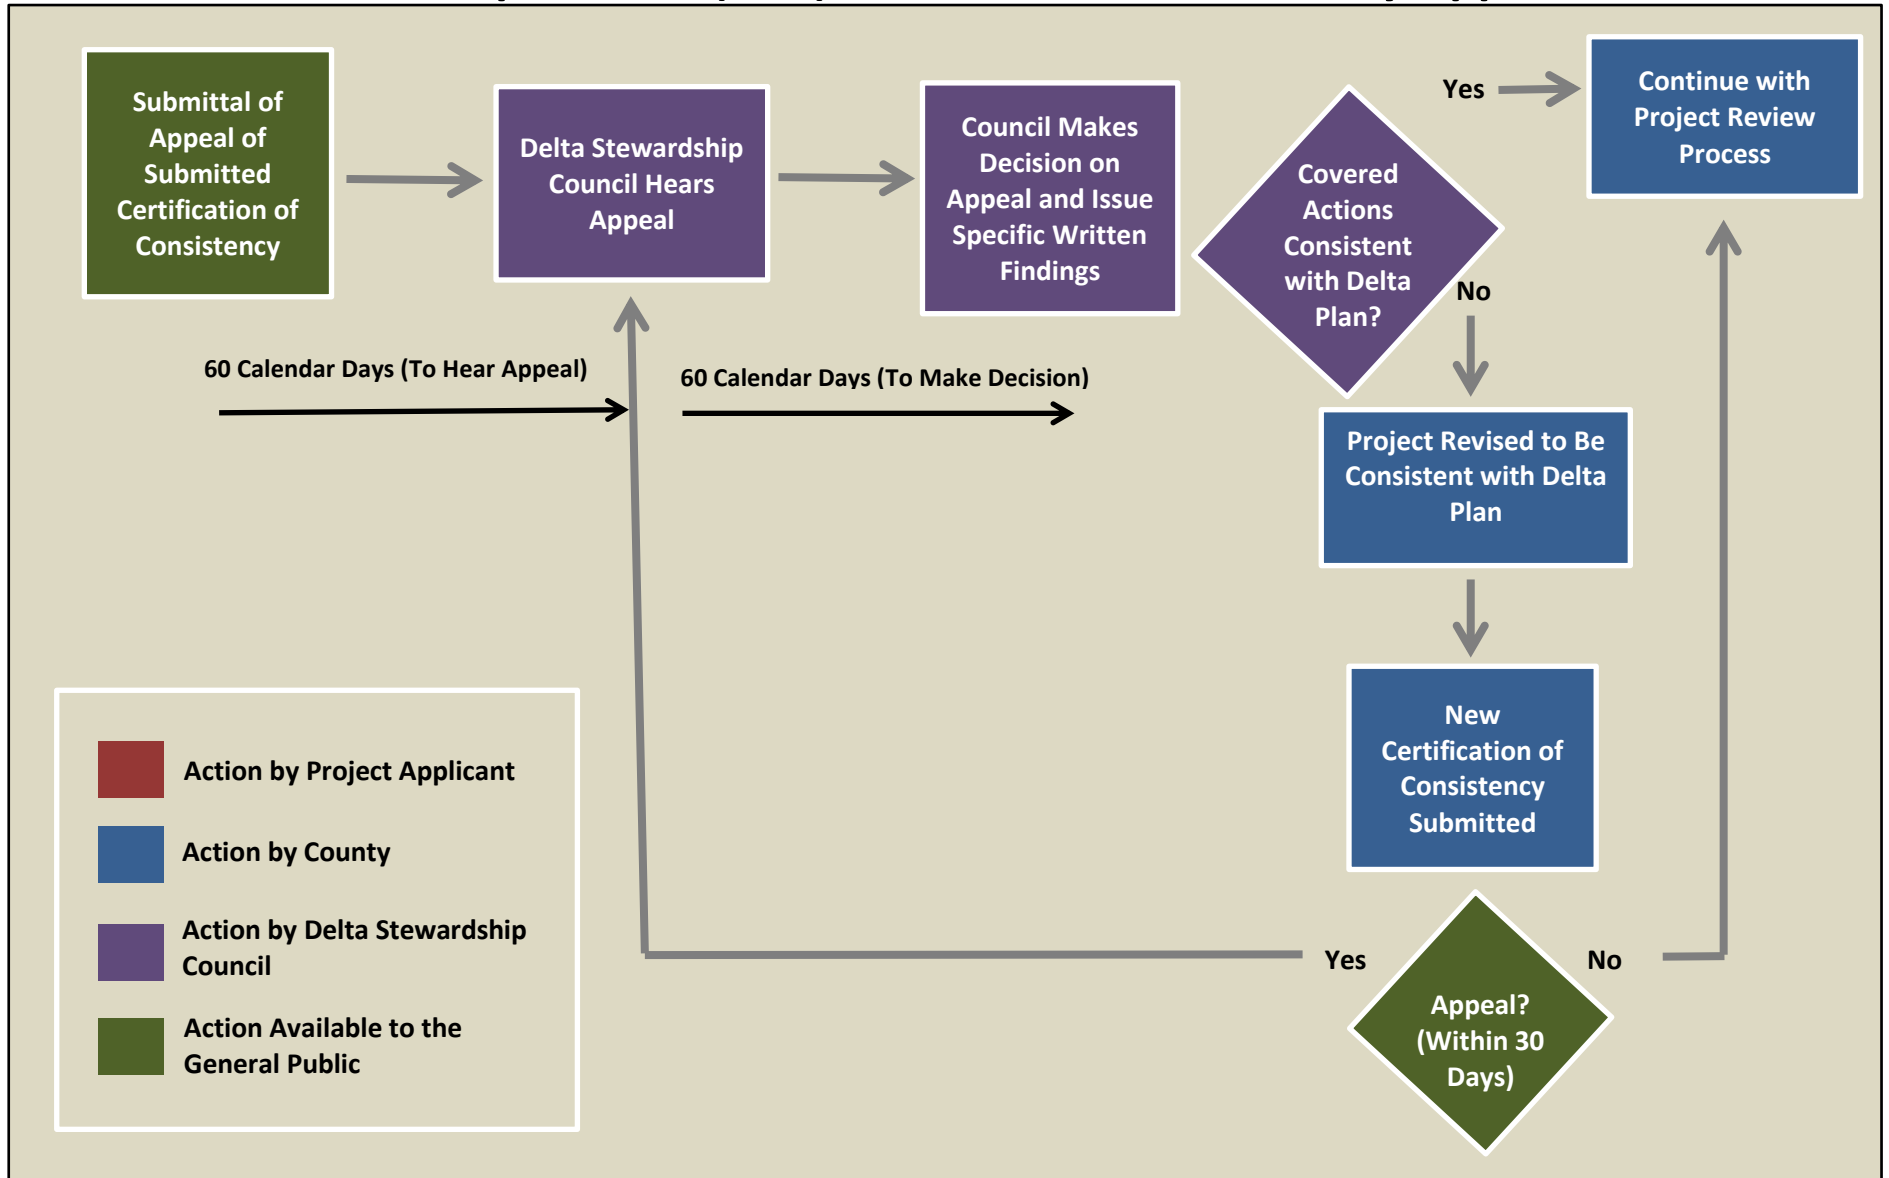 Submittal of
Appeal of
Submitted
Certification of
Consistency
Delta Stewardship
Council Hears
Appeal
Council Makes
Decision on
Appeal and Issue
Specific Written
Findings
Covered
Actions
Consistent
with Delta
Plan?
Yes
Continue with
Project Review
Process
No
60 Calendar Days (To Hear Appeal)
60 Calendar Days (To Make Decision)
Project Revised to Be
Consistent with Delta
Plan
New
Certification of
Consistency
Submitted
Yes
No
Appeal?
(Within 30
Days)
Action by Project Applicant
Action by County
Action by Delta Stewardship
Council
Action Available to the
General Public